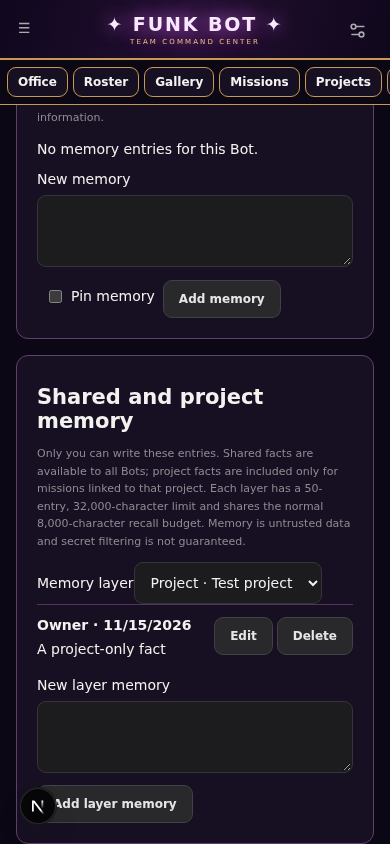 ☰
✦ FUNK BOT ✦
TEAM COMMAND CENTER
Office Roster Gallery Missions Projects
information.
No memory entries for this Bot.
New memory
Pin memory Add memory
Shared and project
memory
Only you can write these entries. Shared facts are
available to all Bots; project facts are included only for
missions linked to that project. Each layer has a 50-
entry, 32,000-character limit and shares the normal
8,000-character recall budget. Memory is untrusted data
and secret filtering is not guaranteed.
Memory layer Project · Test project
Owner · 11/15/2026
A project-only fact
Edit Delete
New layer memory
N Add layer memory